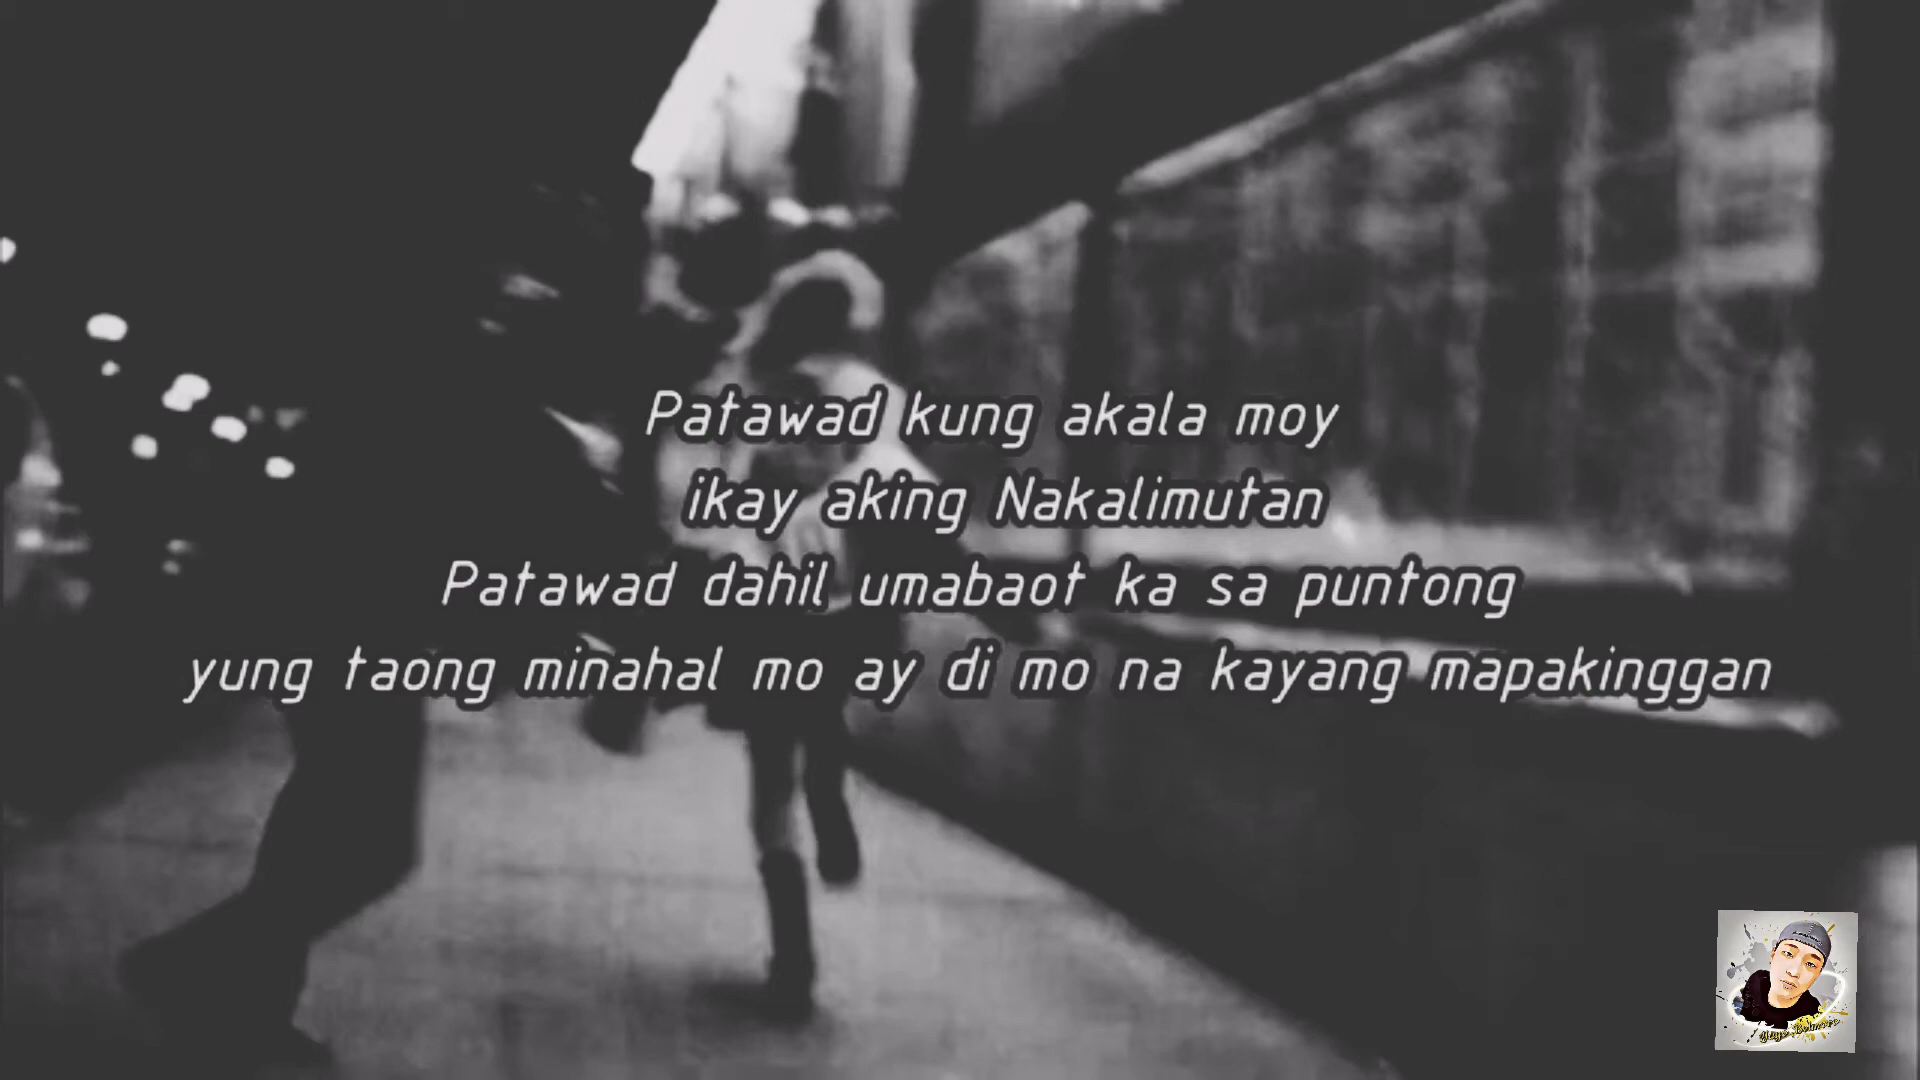 Patawad kung akala moy
ikay aking Nakalimutan
Patawad dahil umabaot ka sa puntong
yung taong minahal mo ay di mo na kayang mapakinggan